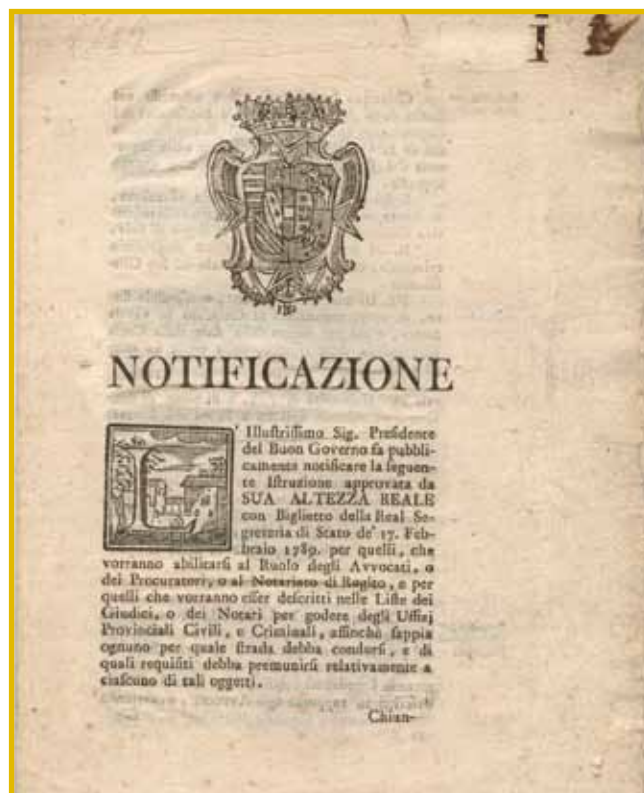 NOTIFICAZIONE
L' Illustrissimo Sig. Presidente
del Buon Governo fa pubbli-
camente notificare la seguen-
te Istruzione approvata da
SUA ALTEZZA REALE
con Biglietto della Real Se-
greteria di Stato de' 17. Feb-
braio 1789. per quelli, che
vorranno abilitarsi al Ruolo degli Avvocati, o
dei Procuratori, o al Notariato di Rogito, e per
quelli che vorranno esser descritti nelle Liste dei
Giudici, o dei Notari per godere degli Uffizj
Provinciali Civili, e Criminali, affinchè sappia
ognuno per quale strada debba condursi, e di
quali requisiti debba premunirsi relativamente a
ciascuno di tali oggetti.
Chian-